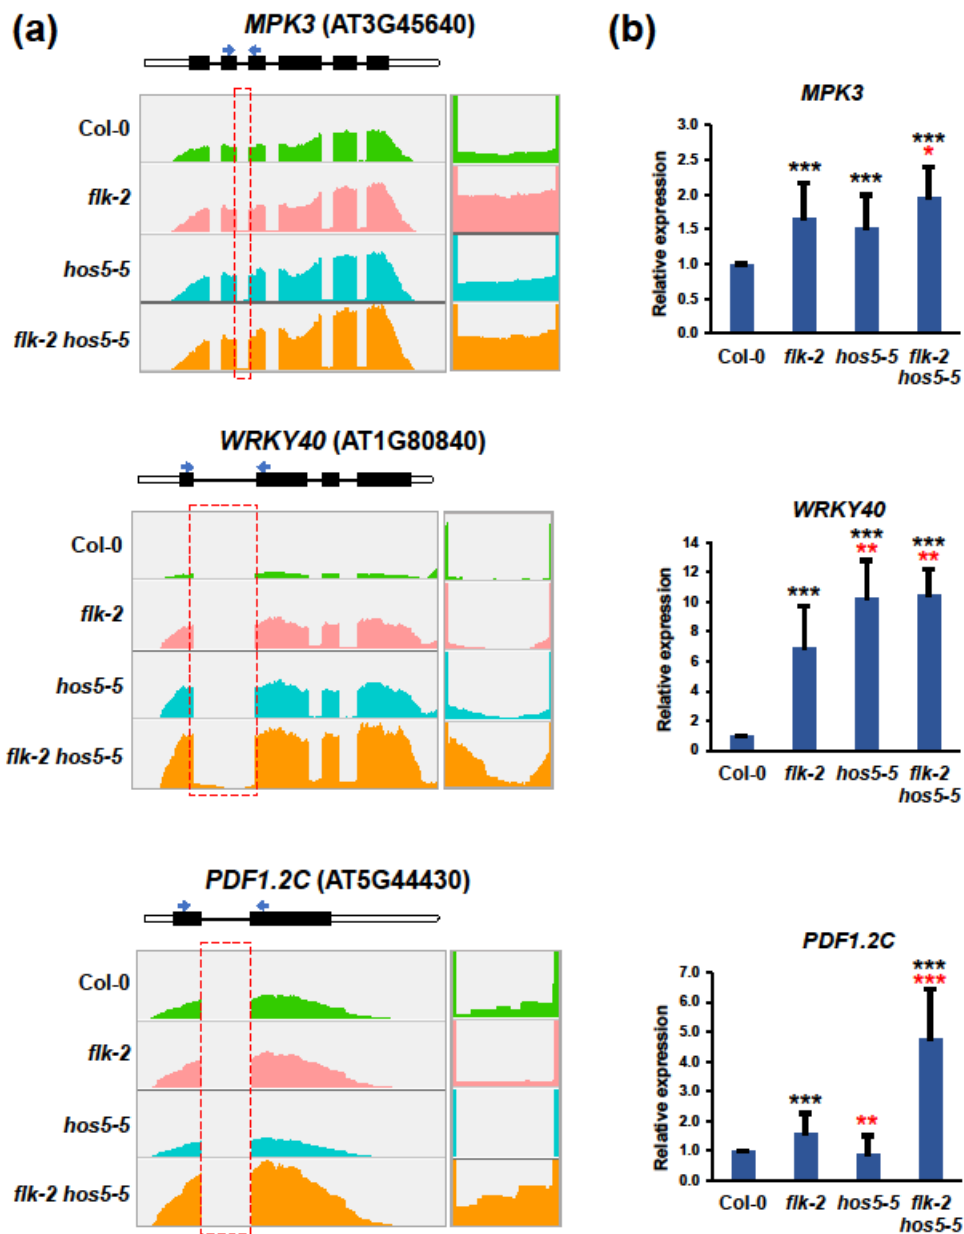 (a)
MPK3 (AT3G45640)
Col-0
flk-2
hos5-5
flk-2 hos5-5
WRKY40 (AT1G80840)
Col-0
flk-2
hos5-5
flk-2 hos5-5
PDF1.2C (AT5G44430)
Col-0
flk-2
hos5-5
flk-2 hos5-5
(b)
MPK3
Relative expression
3.0
2.5
2.0
1.5
1.0
0.5
0.0
***
***
***
*
Col-0 flk-2 hos5-5 flk-2
hos5-5
WRKY40
Relative expression
14
12
10
8
6
4
2
0
***
***
**
***
**
Col-0 flk-2 hos5-5 flk-2
hos5-5
PDF1.2C
Relative expression
7.0
6.0
5.0
4.0
3.0
2.0
1.0
0.0
***
**
***
***
Col-0 flk-2 hos5-5 flk-2
hos5-5